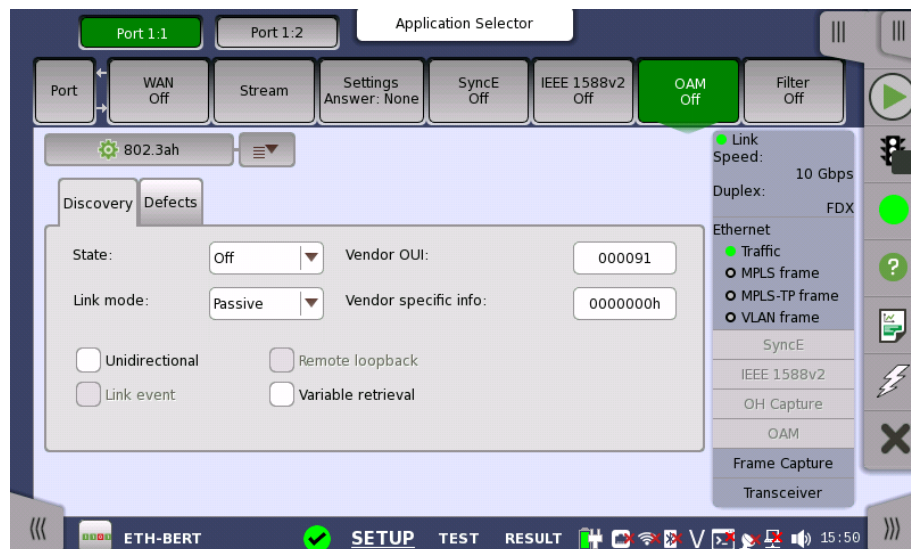 Port 1:1
Port 1:2
Application Selector
Port
WAN
Off
Stream
Settings
Answer: None
SyncE
Off
IEEE 1588v2
Off
OAM
Off
Filter
Off
802.3ah
Discovery
Defects
State:
Off
Vendor OUI:
000091
Link mode:
Passive
Vendor specific info:
0000000h
Unidirectional
Remote loopback
Link event
Variable retrieval
Link
Speed:
10 Gbps
Duplex:
FDX
Ethernet
Traffic
MPLS frame
MPLS-TP frame
VLAN frame
SyncE
IEEE 1588v2
OH Capture
OAM
Frame Capture
Transceiver
ETH-BERT
SETUP
TEST
RESULT
V
15:50